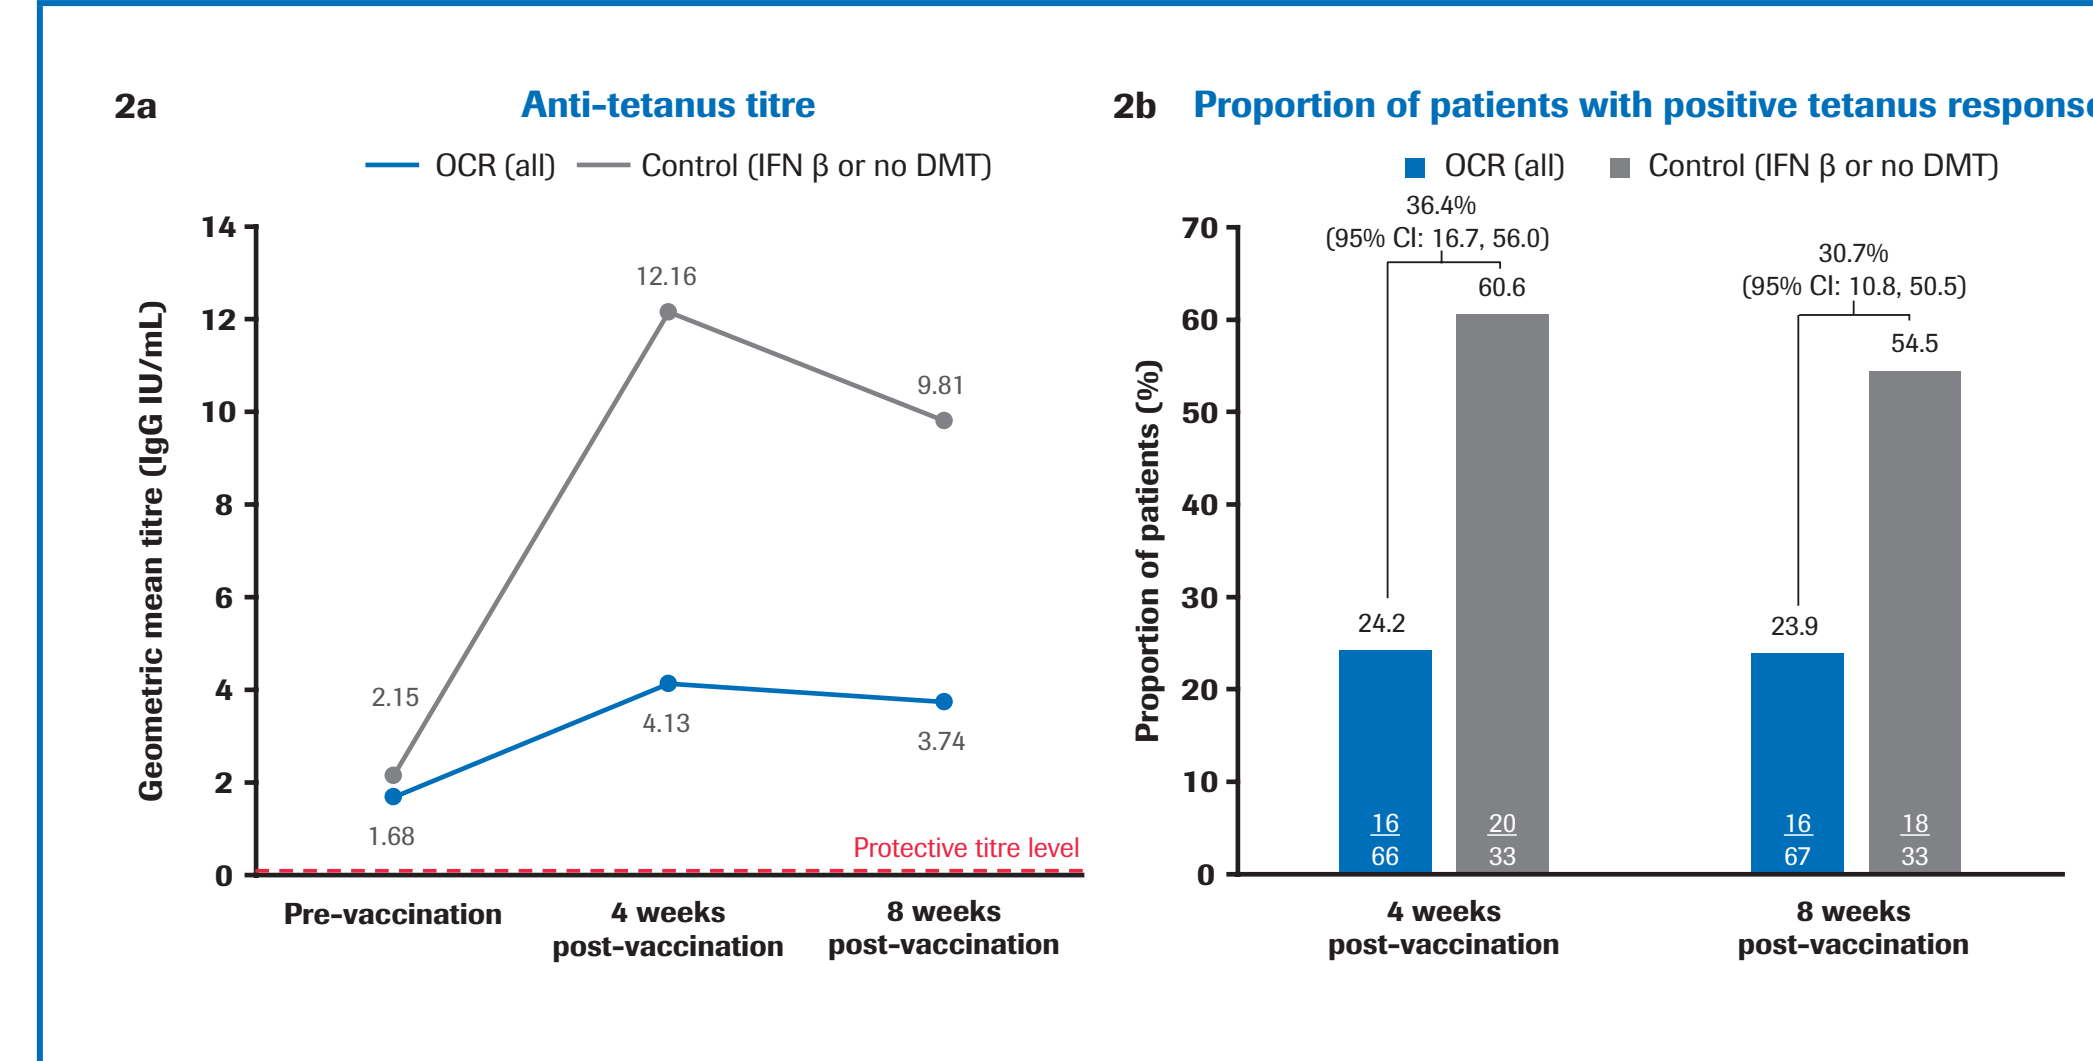 2a
Anti-tetanus titre
OCR (all)
Control (IFN β or no DMT)
Geometric mean titre (IgG IU/mL)
14
12
10
8
6
4
2
0
2.15
1.68
12.16
4.13
9.81
3.74
Protective titre level
Pre-vaccination
4 weeks
post-vaccination
8 weeks
post-vaccination
2b
Proportion of patients with positive tetanus response
OCR (all)
Control (IFN β or no DMT)
Proportion of patients (%)
70
60
50
40
30
20
10
0
36.4%
(95% CI: 16.7, 56.0)
60.6
24.2
16
66
20
33
30.7%
(95% CI: 10.8, 50.5)
54.5
23.9
16
67
18
33
4 weeks
post-vaccination
8 weeks
post-vaccination